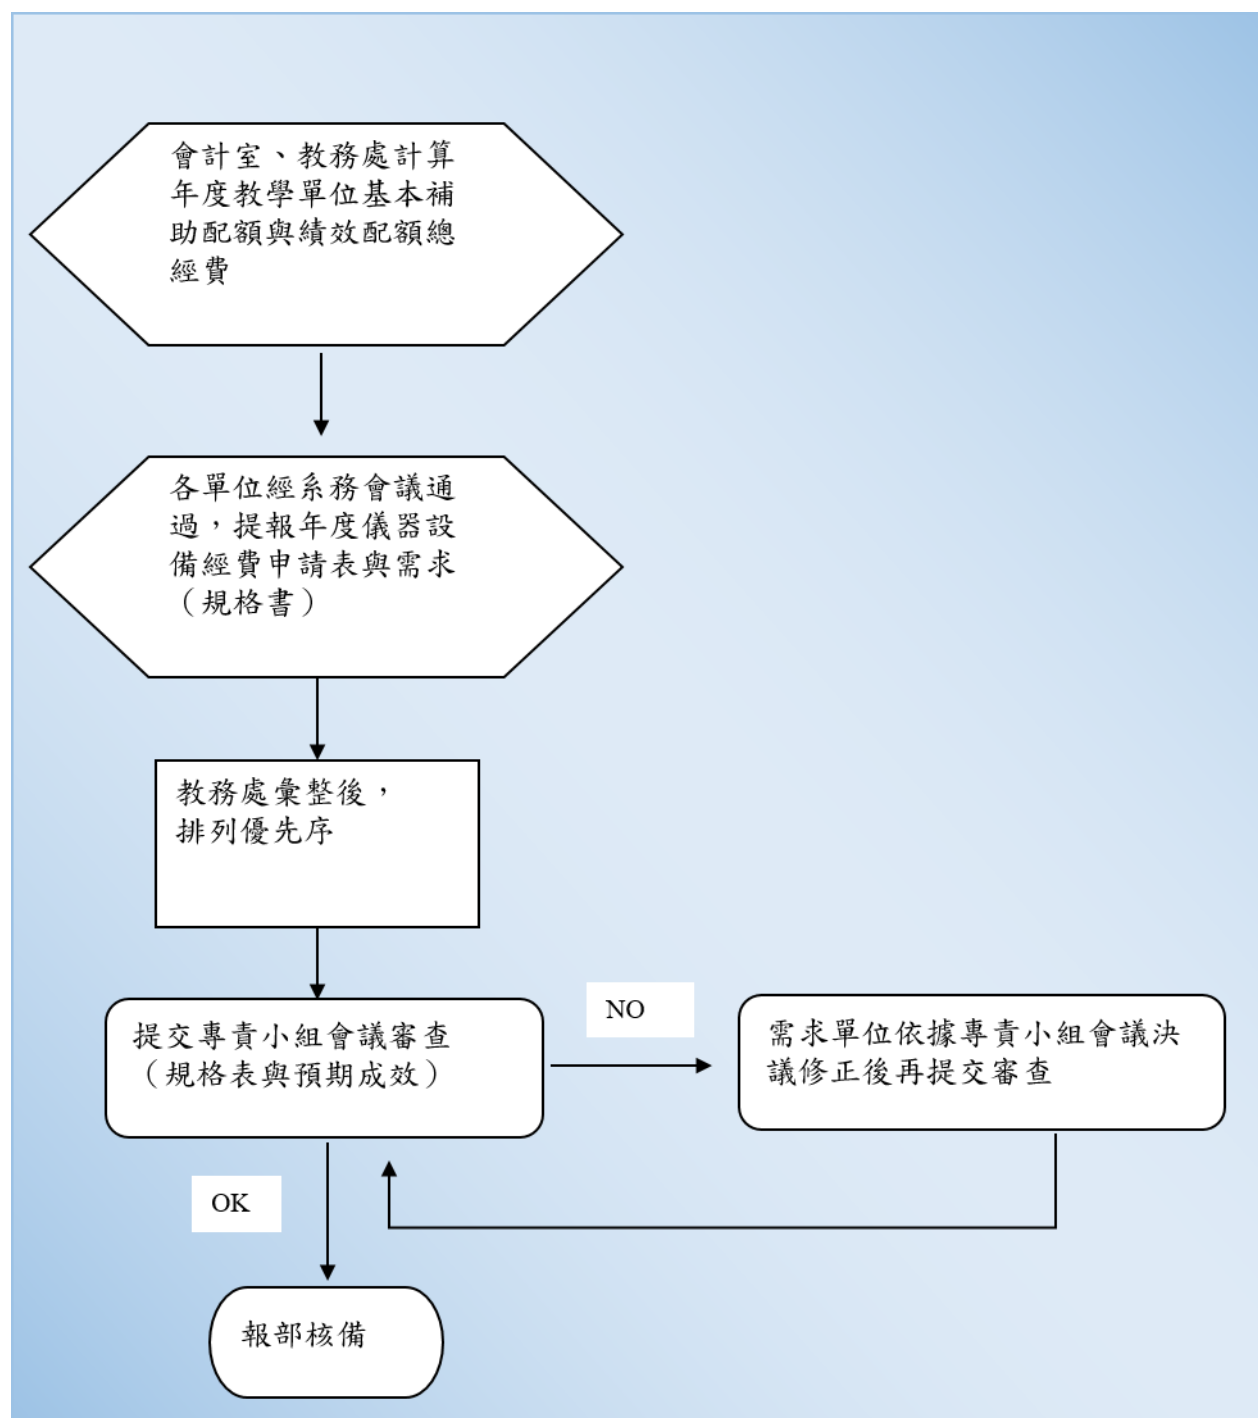 會計室、教務處計算
年度教學單位基本補
助配額與績效配額總
經費
各單位經系務會議通
過，提報年度儀器設
備經費申請表與需求
（規格書）
教務處彙整後，
排列優先序
提交專責小組會議審查
（規格表與預期成效）
NO
需求單位依據專責小組會議決
議修正後再提交審查
OK
報部核備